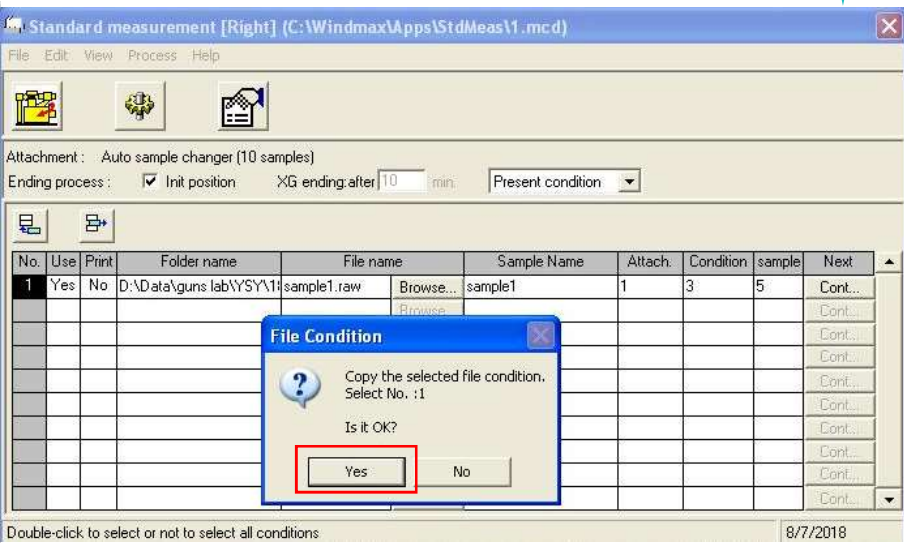 Standard measurement [Right] (C:\Windmax\Apps\StdMeas\1.mcd)
File Edit View Process Help
Attachment : Auto sample changer (10 samples)
Ending process : Init position XG ending:after 10 min. Present condition
No. Use Print Folder name File name Sample Name Attach. Condition sample Next
1 Yes No D:\Data\guns lab\YSY\1 sample1.raw Browse... sample1 1 3 5 Cont...
Browse... Cont...
Cont...
Cont...
Cont...
Cont...
Cont...
Cont...
Cont...
Cont...
File Condition
Copy the selected file condition.
Select No. :1
Is it OK?
Yes No
Double-click to select or not to select all conditions 8/7/2018